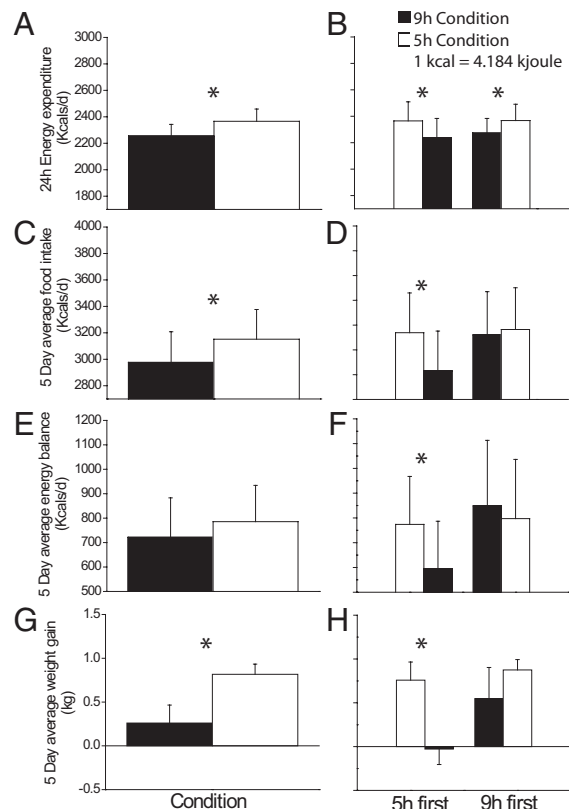 A
B
9h Condition
5h Condition
1 kcal = 4.184 kjoule
24h Energy expenditure
(Kcals/d)
3000
2800
2600
2400
2200
2000
1800
*
*
*
C
D
5 Day average food intake
(Kcals/d)
4000
3800
3600
3400
3200
3000
2800
*
*
E
F
5 Day average energy balance
(Kcals/d)
1200
1100
1000
900
800
700
600
500
*
G
H
5 Day average weight gain
(kg)
1.5
1.0
0.5
0.0
-0.5
*
*
Condition
5h first
9h first